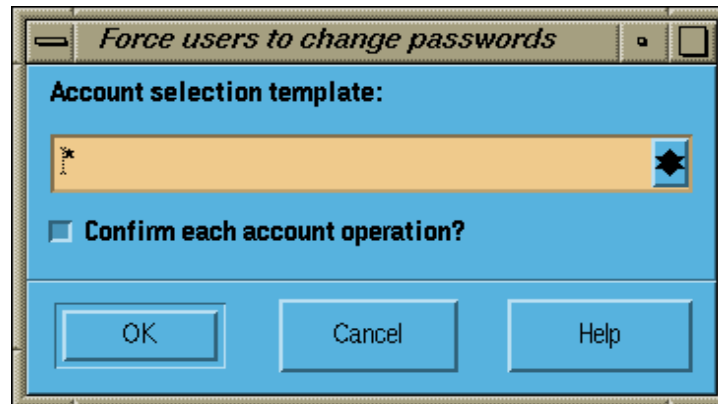 Force users to change passwords
Account selection template:
*
Confirm each account operation?
OK
Cancel
Help